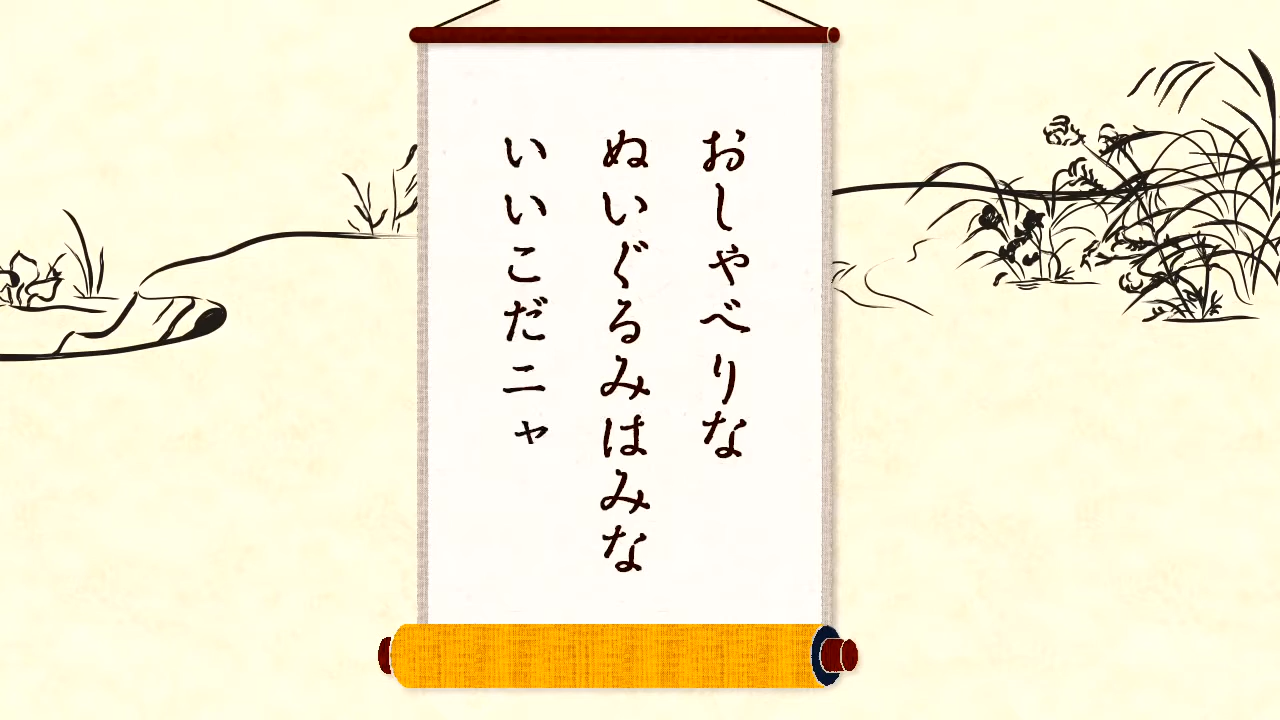 おしゃべりな
ぬいぐるみはみな
いいこだニャ